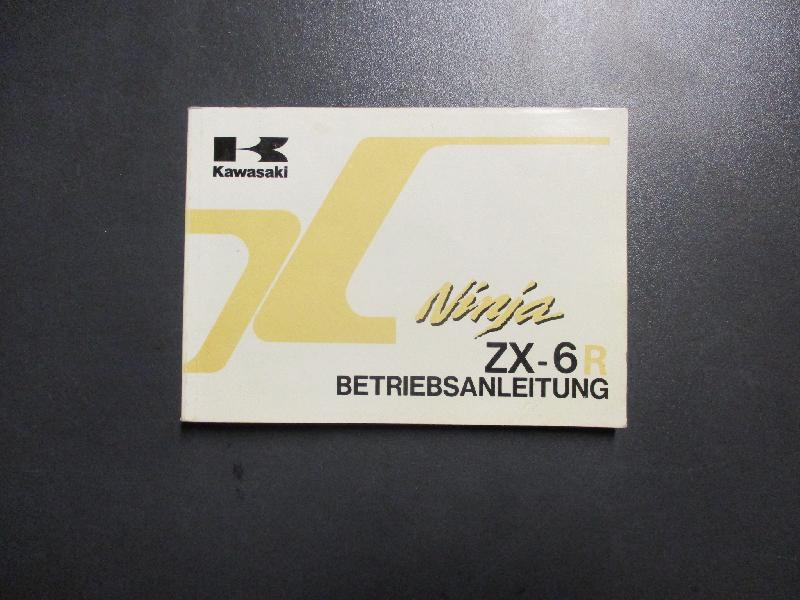 Kawasaki
Ninja
ZX-6R
BETRIEBSANLEITUNG